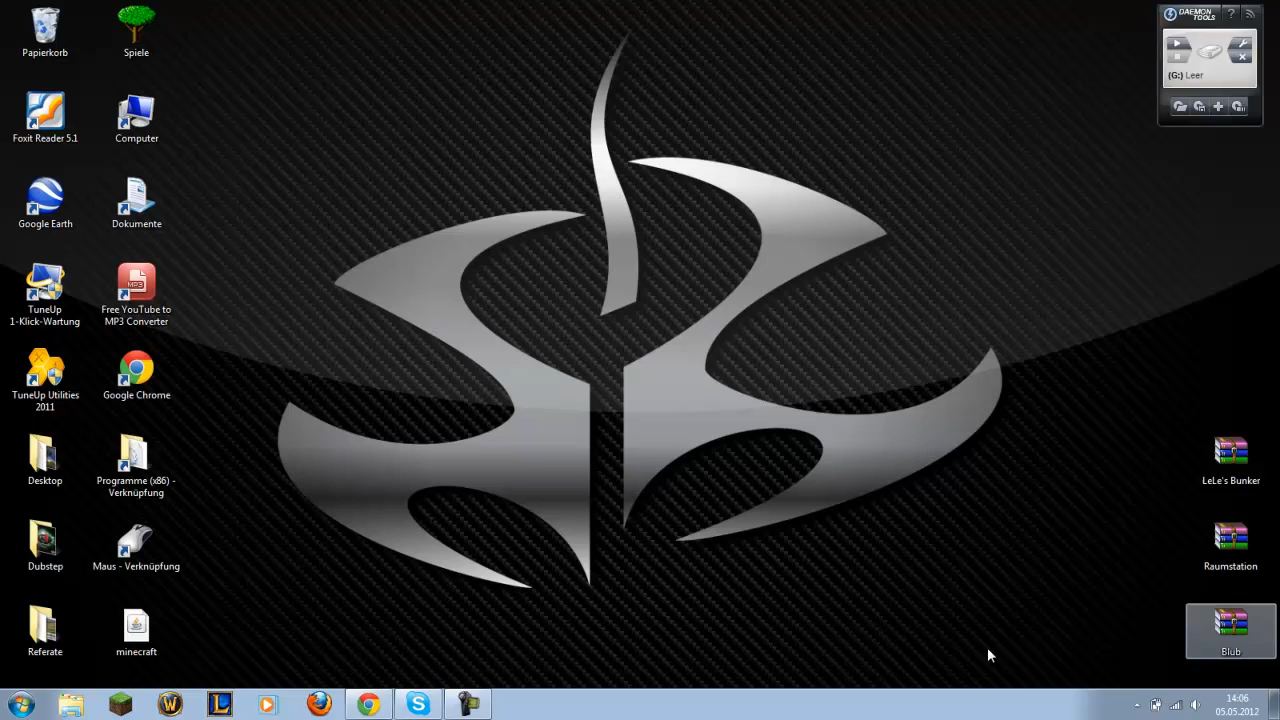 Papierkorb
Spiele
Foxit Reader 5.1
Computer
Google Earth
Dokumente
TuneUp
1-Klick-Wartung
Free YouTube to
MP3 Converter
TuneUp Utilities
2011
Google Chrome
Desktop
Programme (x86) -
Verknüpfung
Dubstep
Maus - Verknüpfung
Referate
minecraft
DAEMON
TOOLS
?
(G:) Leer
LeLe's Bunker
Raumstation
Blub
MP3
W
L
S
14:06
05.05.2012